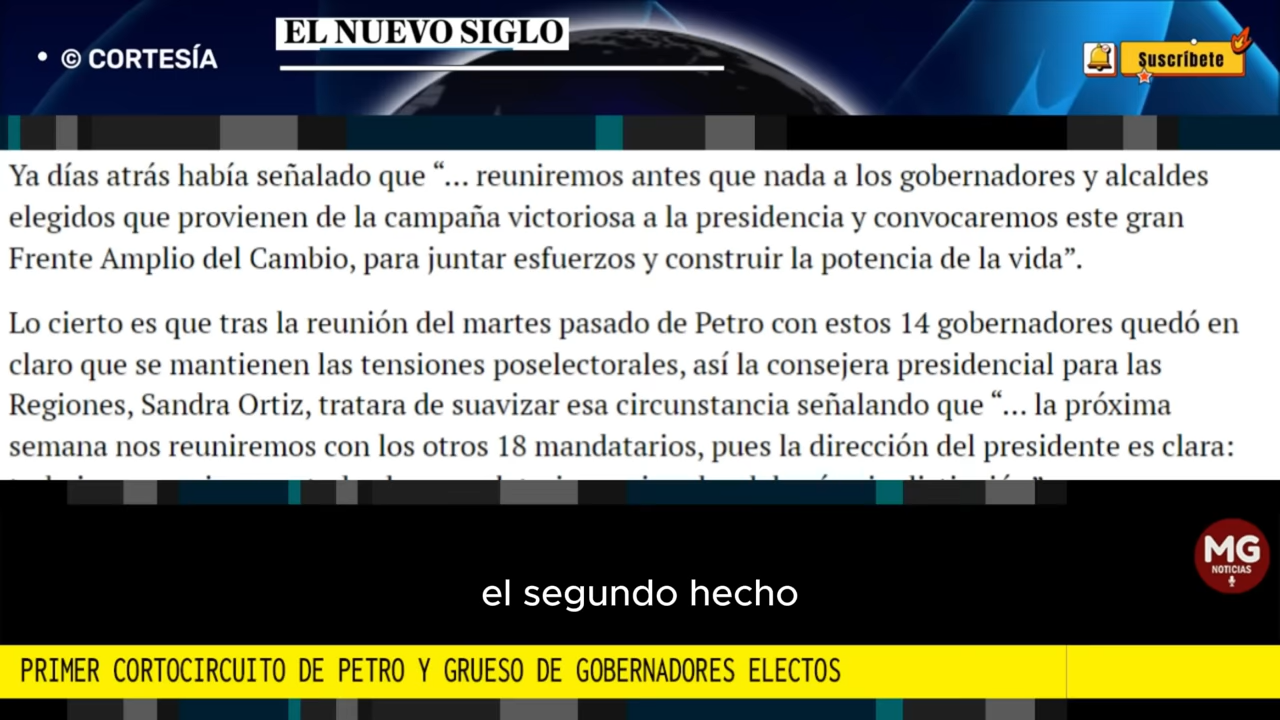 EL NUEVO SIGLO
• © CORTESÍA
Suscríbete
Ya días atrás había señalado que “... reuniremos antes que nada a los gobernadores y alcaldes
elegidos que provienen de la campaña victoriosa a la presidencia y convocaremos este gran
Frente Amplio del Cambio, para juntar esfuerzos y construir la potencia de la vida”.
Lo cierto es que tras la reunión del martes pasado de Petro con estos 14 gobernadores quedó en
claro que se mantienen las tensiones poselectorales, así la consejera presidencial para las
Regiones, Sandra Ortiz, tratara de suavizar esa circunstancia señalando que “... la próxima
semana nos reuniremos con los otros 18 mandatarios, pues la dirección del presidente es clara:
MG
NOTICIAS
el segundo hecho
PRIMER CORTOCIRCUITO DE PETRO Y GRUESO DE GOBERNADORES ELECTOS